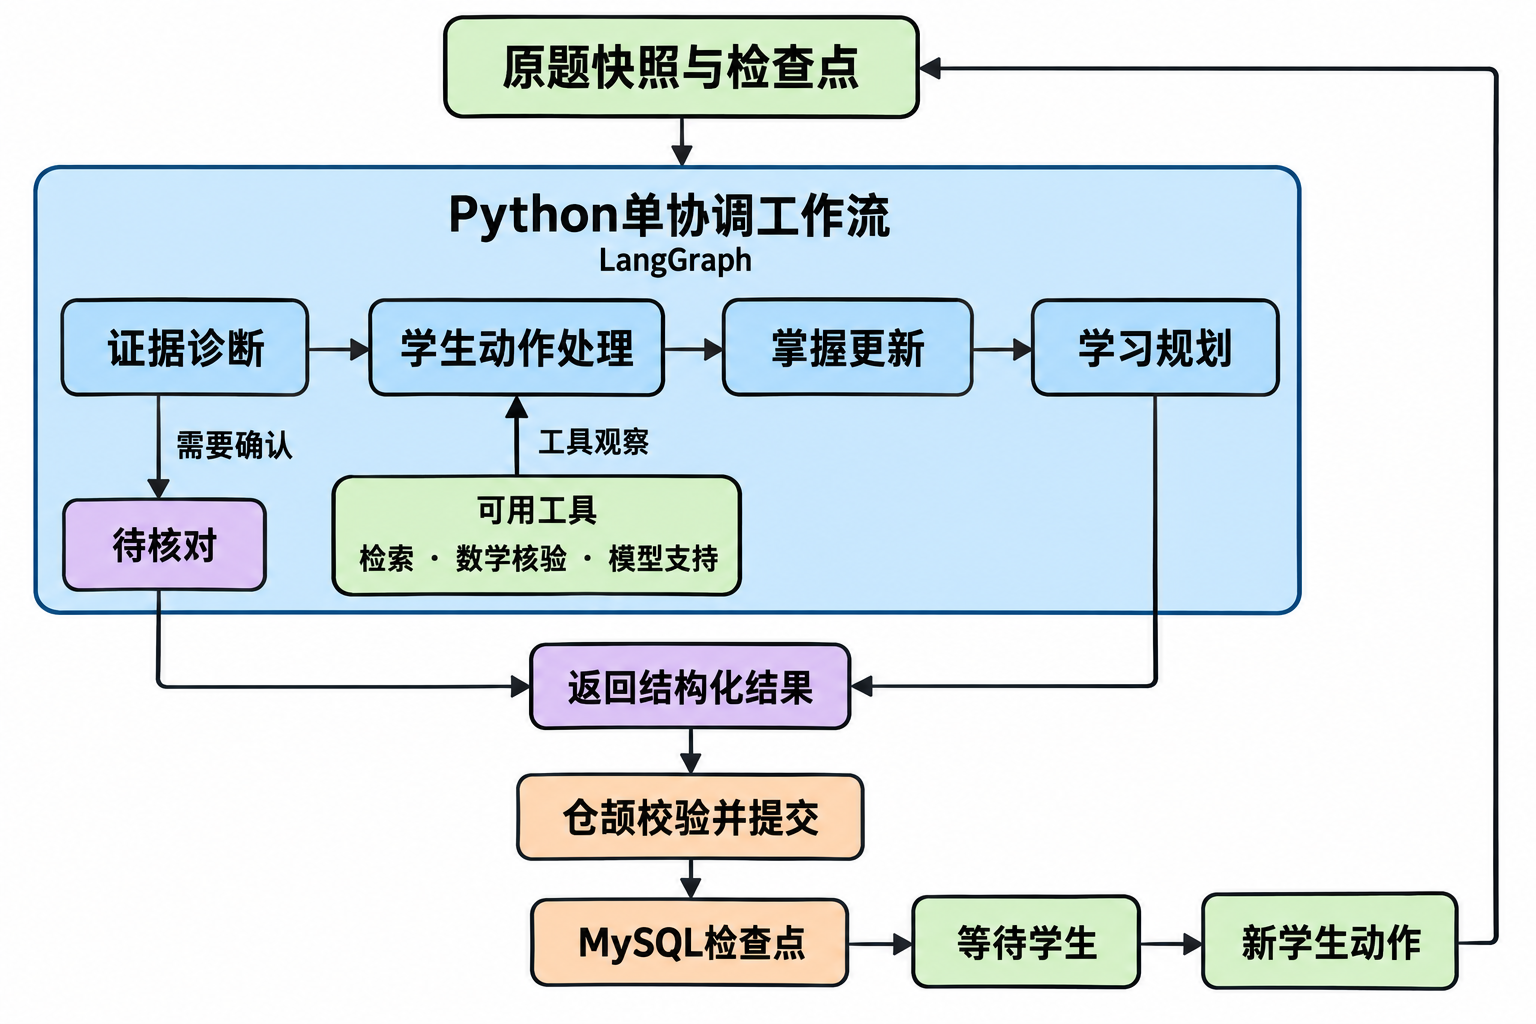 原题快照与检查点
Python单协调工作流
LangGraph
证据诊断
学生动作处理
掌握更新
学习规划
需要确认
工具观察
待核对
可用工具
检索 · 数学核验 · 模型支持
返回结构化结果
仓颉校验并提交
MySQL检查点
等待学生
新学生动作